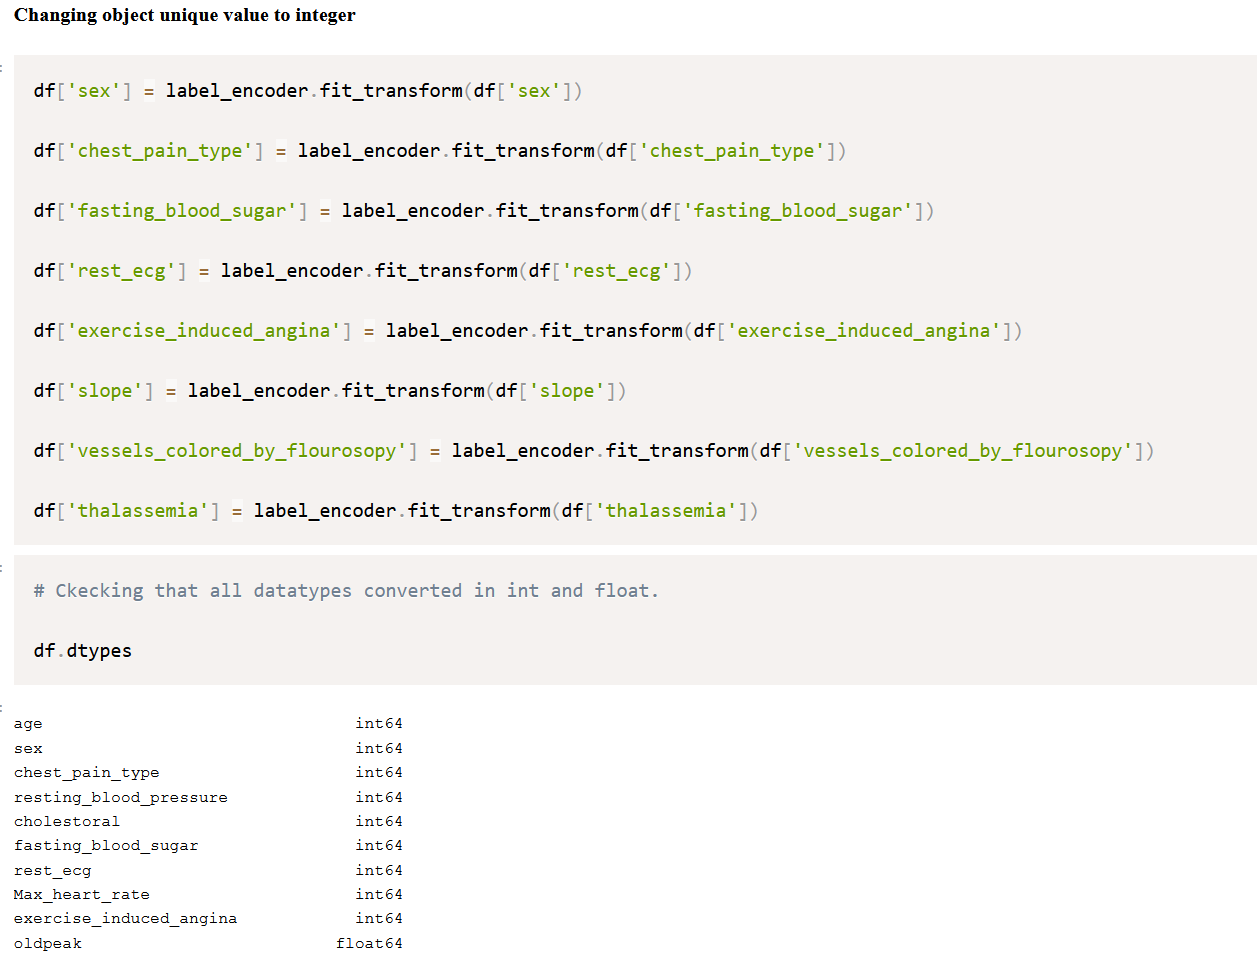 Changing object unique value to integer
df['sex'] = label_encoder.fit_transform(df['sex'])
df['chest_pain_type'] = label_encoder.fit_transform(df['chest_pain_type'])
df['fasting_blood_sugar'] = label_encoder.fit_transform(df['fasting_blood_sugar'])
df['rest_ecg'] = label_encoder.fit_transform(df['rest_ecg'])
df['exercise_induced_angina'] = label_encoder.fit_transform(df['exercise_induced_angina'])
df['slope'] = label_encoder.fit_transform(df['slope'])
df['vessels_colored_by_flourosopy'] = label_encoder.fit_transform(df['vessels_colored_by_flourosopy'])
df['thalassemia'] = label_encoder.fit_transform(df['thalassemia'])
# Ckecking that all datatypes converted in int and float.
df.dtypes
age int64
sex int64
chest_pain_type int64
resting_blood_pressure int64
cholestoral int64
fasting_blood_sugar int64
rest_ecg int64
Max_heart_rate int64
exercise_induced_angina int64
oldpeak float64